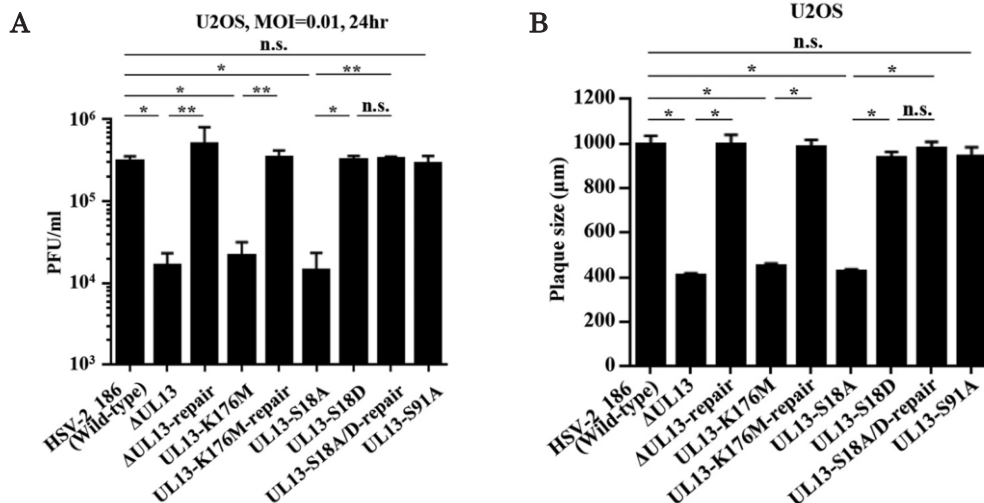 A
U2OS, MOI=0.01, 24hr
n.s.
* **
* **
* ** * n.s.
10⁶
10⁵
10⁴
10³
PFU/ml
HSV-2 186
(Wild-type)
ΔUL13
ΔUL13-repair
UL13-K176M
UL13-K176M-repair
UL13-S18A
UL13-S18D
UL13-S18A/D-repair
UL13-S91A
B
U2OS
n.s.
* *
* *
* * * n.s.
1200
1000
800
600
400
200
0
Plaque size (μm)
HSV-2 186
(Wild-type)
ΔUL13
ΔUL13-repair
UL13-K176M
UL13-K176M-repair
UL13-S18A
UL13-S18D
UL13-S18A/D-repair
UL13-S91A